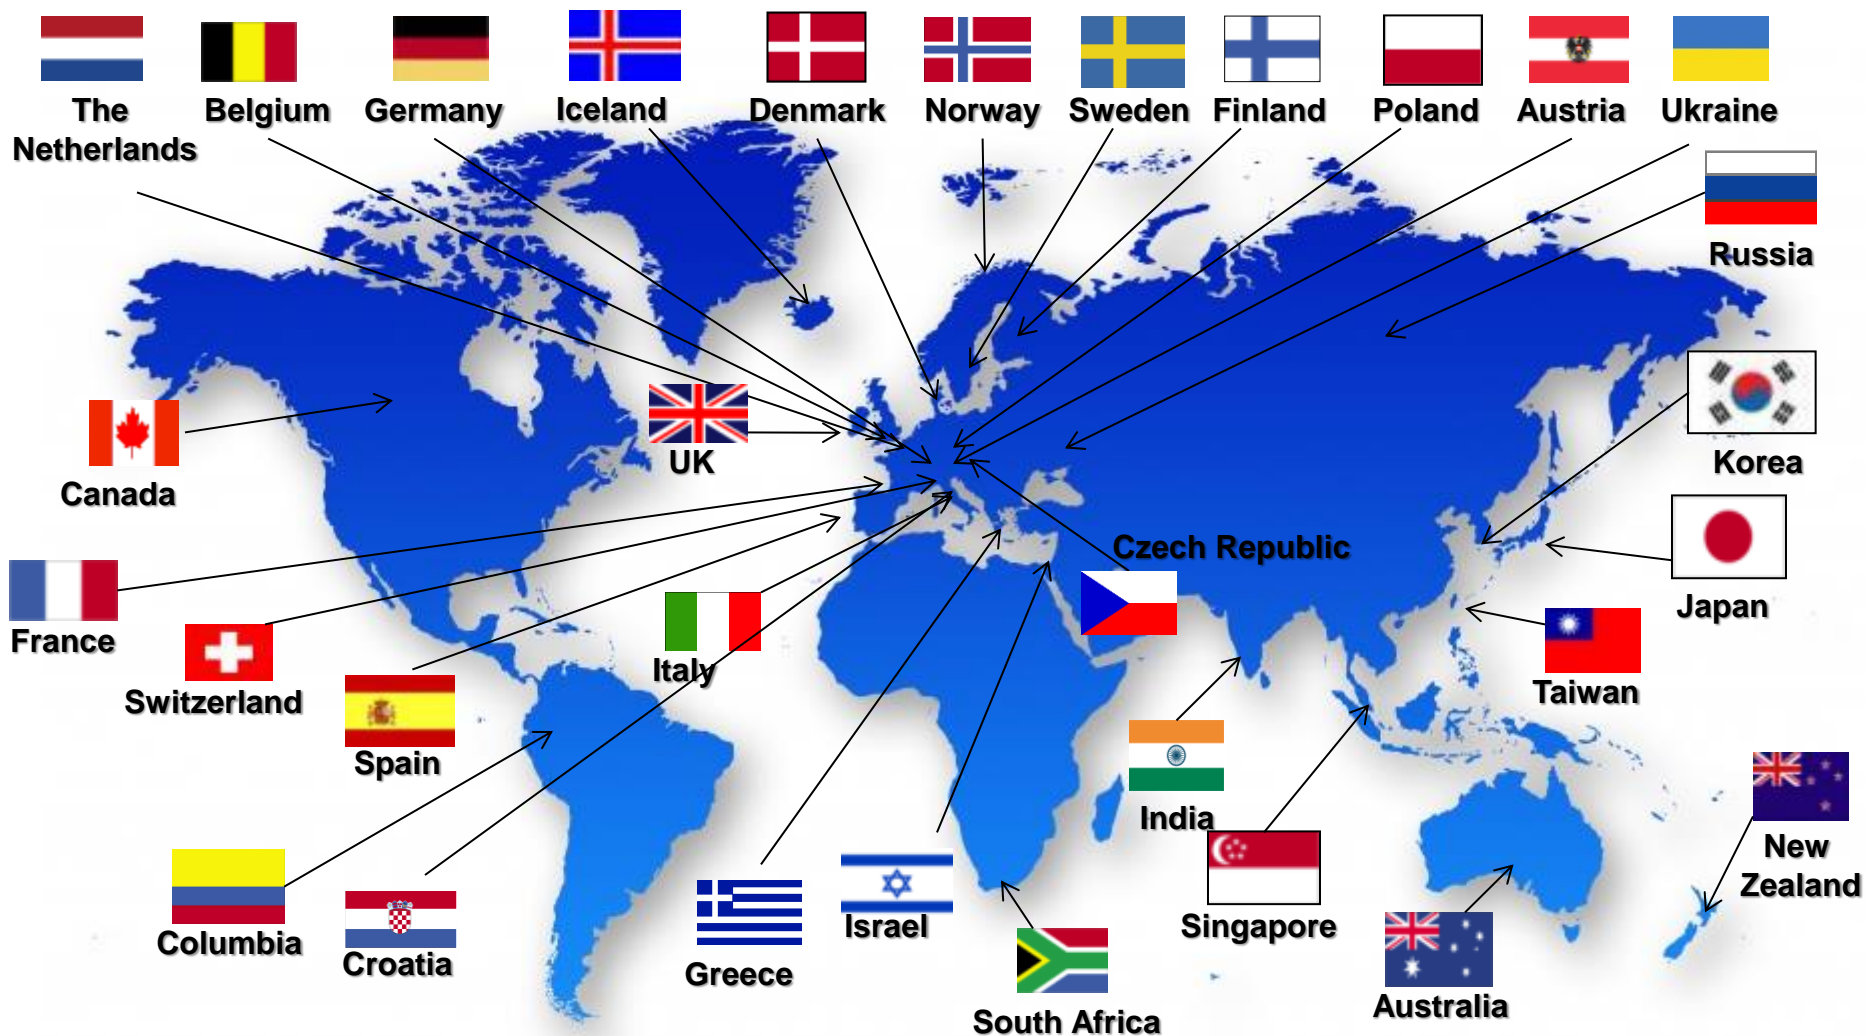 The
Netherlands
Belgium
Germany
Iceland
Denmark
Norway
Sweden
Finland
Poland
Austria
Ukraine
Russia
Canada
UK
Korea
Czech Republic
France
Japan
Switzerland
Italy
Taiwan
Spain
India
New
Zealand
Columbia
Croatia
Greece
Israel
Singapore
South Africa
Australia